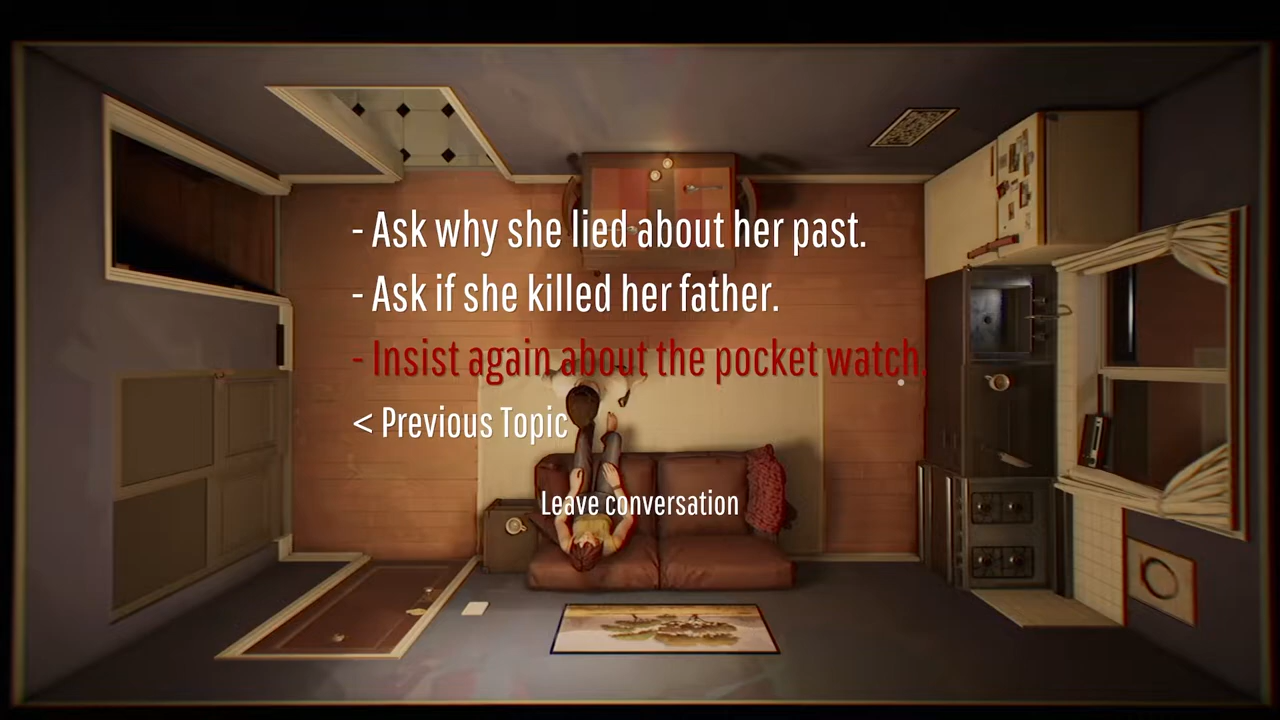 - Ask why she lied about her past.
- Ask if she killed her father.
- Insist again about the pocket watch.
< Previous Topic
Leave conversation